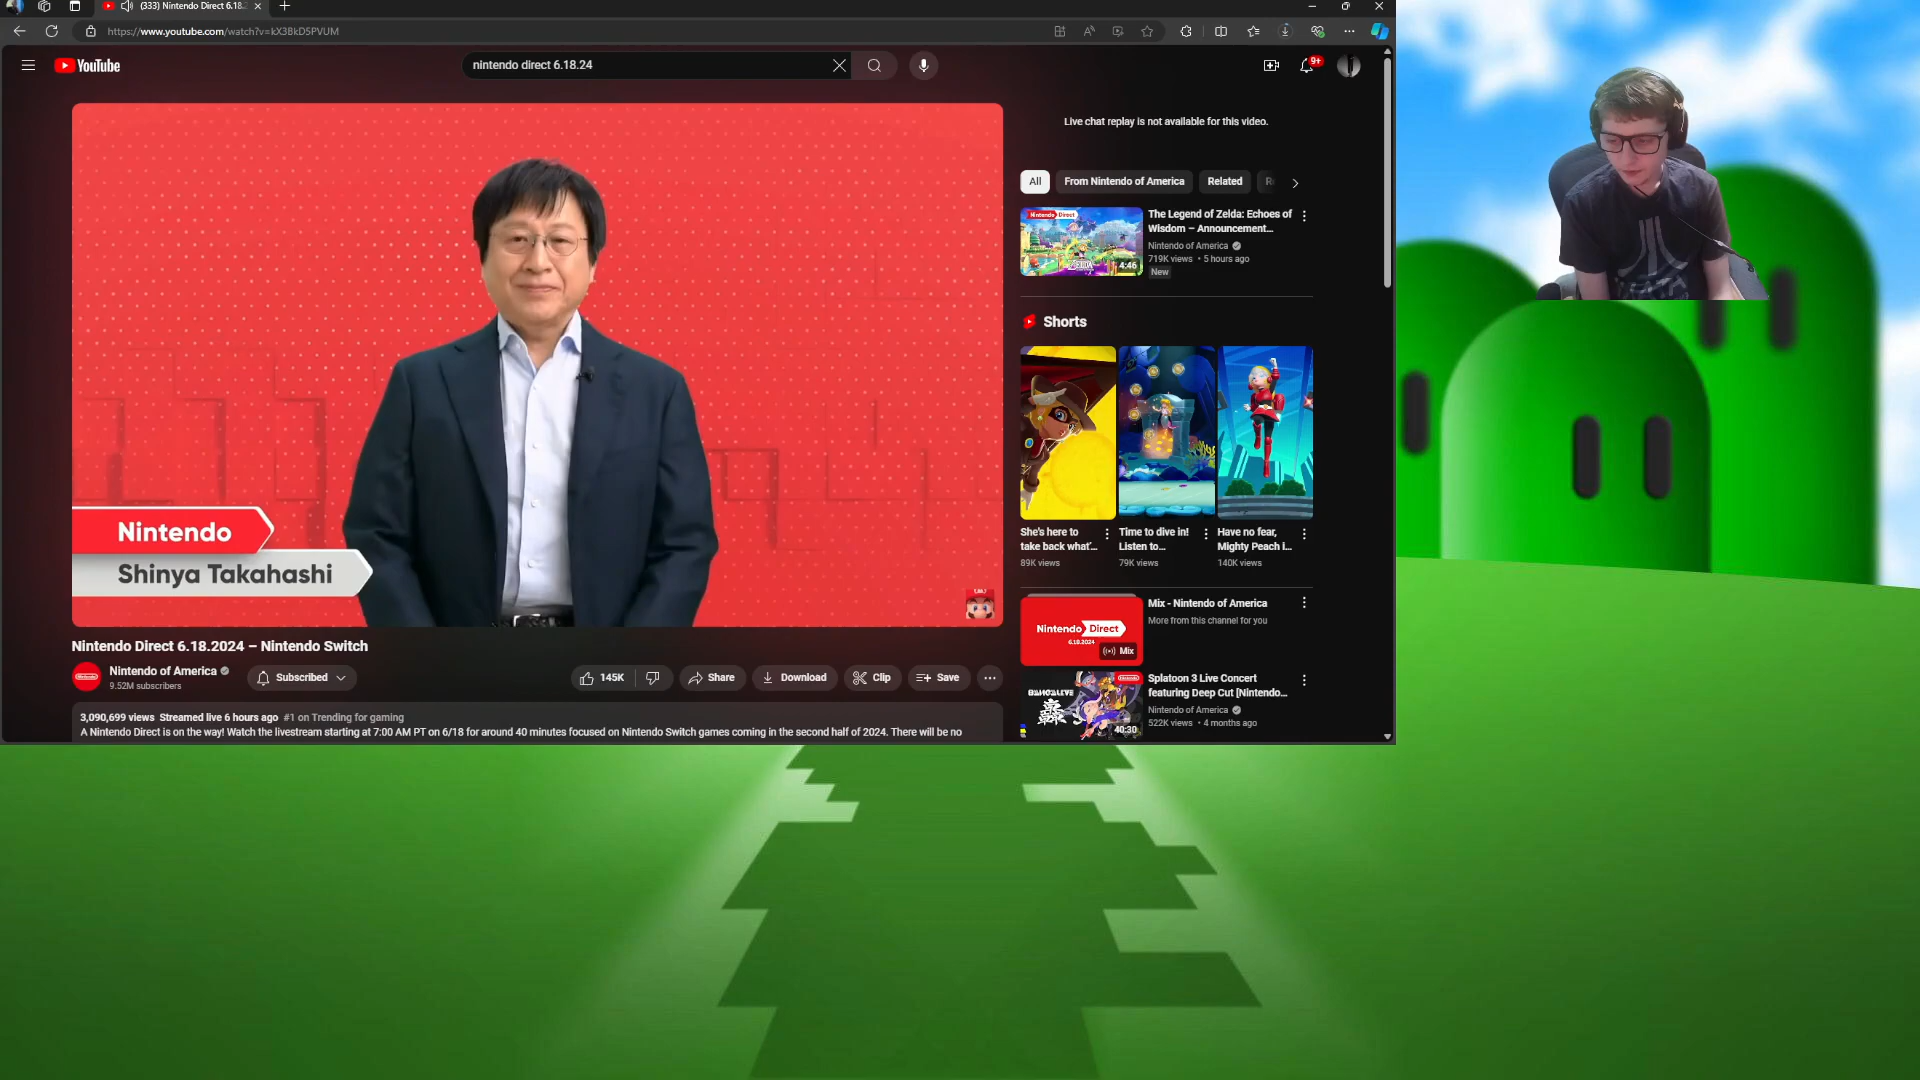 (333) Nintendo Direct 6.18.2
https://www.youtube.com/watch?v=kX3BkD5PVUM
YouTube
nintendo direct 6.18.24
9+
Live chat replay is not available for this video.
All
From Nintendo of America
Related
Nintendo Direct
The Legend of Zelda: Echoes of
Wisdom – Announcement...
Nintendo of America
719K views • 5 hours ago
New
ZELDA
4:46
Shorts
She's here to
take back what'...
89K views
Time to dive in!
Listen to...
79K views
Have no fear,
Mighty Peach i...
140K views
Nintendo
Shinya Takahashi
Nintendo Direct
6.18.2024
Mix
Mix - Nintendo of America
More from this channel for you
Nintendo Direct 6.18.2024 – Nintendo Switch
Nintendo of America
9.52M subscribers
Subscribed
145K
Share
Download
Clip
Save
Splatoon 3 Live Concert
featuring Deep Cut [Nintendo...
Nintendo of America
522K views • 4 months ago
40:30
3,090,699 views Streamed live 6 hours ago #1 on Trending for gaming
A Nintendo Direct is on the way! Watch the livestream starting at 7:00 AM PT on 6/18 for around 40 minutes focused on Nintendo Switch games coming in the second half of 2024. There will be no